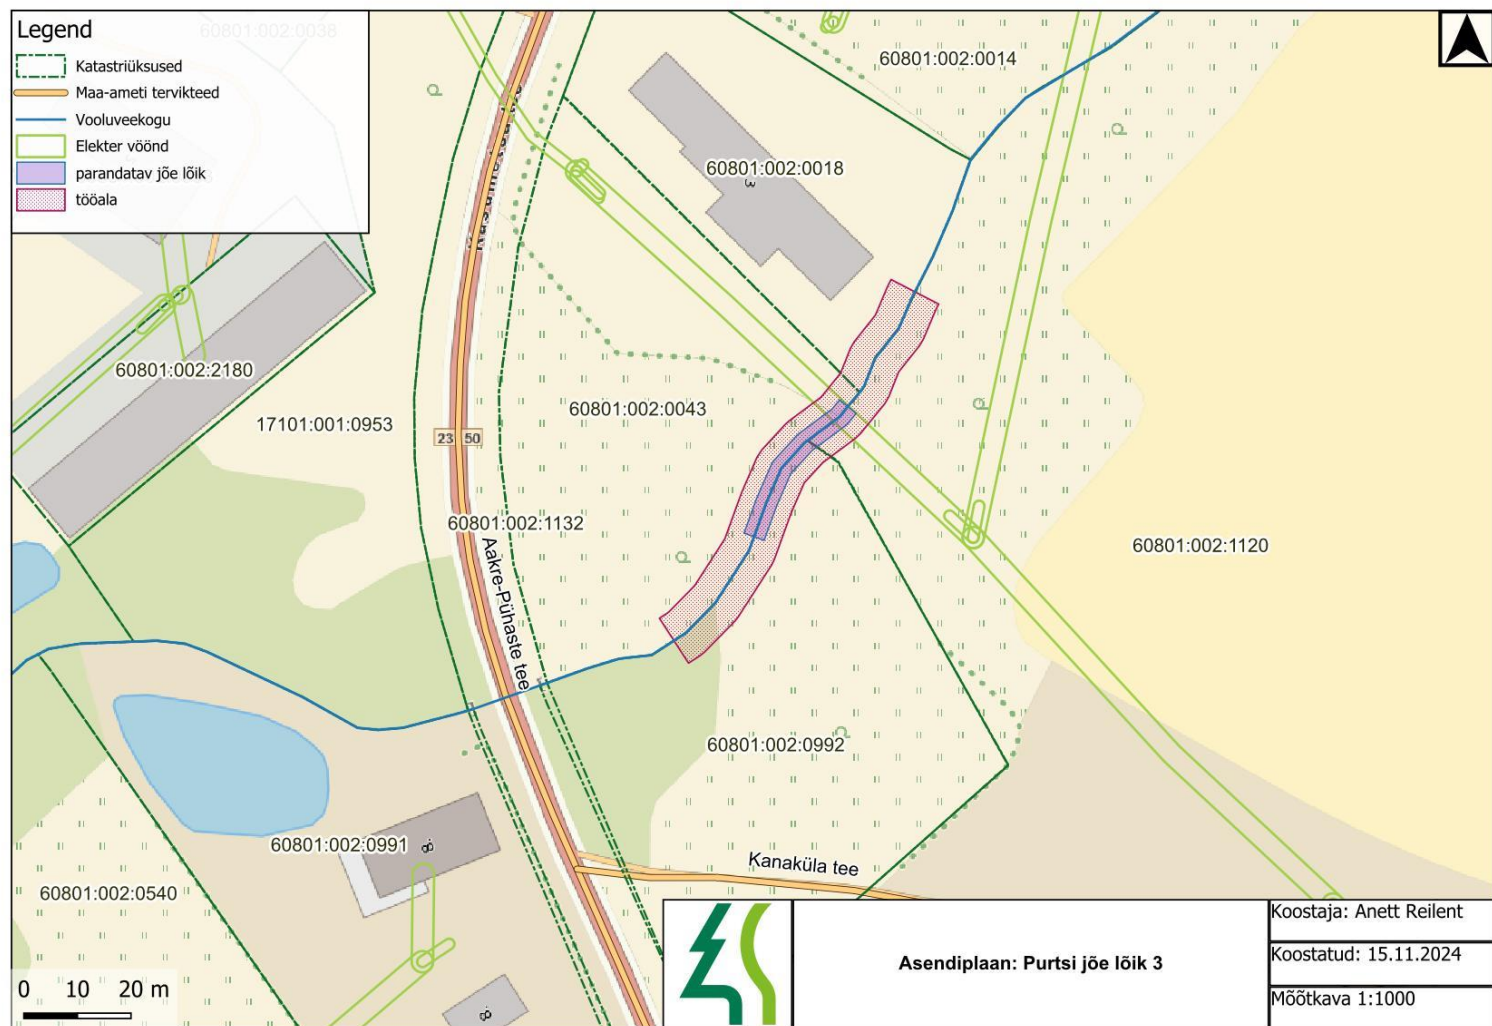 Legend
Katastriüksused
Maa-ameti tervikteed
Vooluveekogu
Elekter vöönd
parandatav jõe lõik
tööala
60801:002:0038
60801:002:0014
60801:002:0018
3
60801:002:2180
17101:001:0953
60801:002:0043
23 50
60801:002:1132
Aakre-Pühaste tee
60801:002:1120
60801:002:0992
60801:002:0991
8
60801:002:0540
Kanaküla tee
8
0 10 20 m
Asendiplaan: Purtsi jõe lõik 3
Koostaja: Anett Reilent
Koostatud: 15.11.2024
Mõõtkava 1:1000